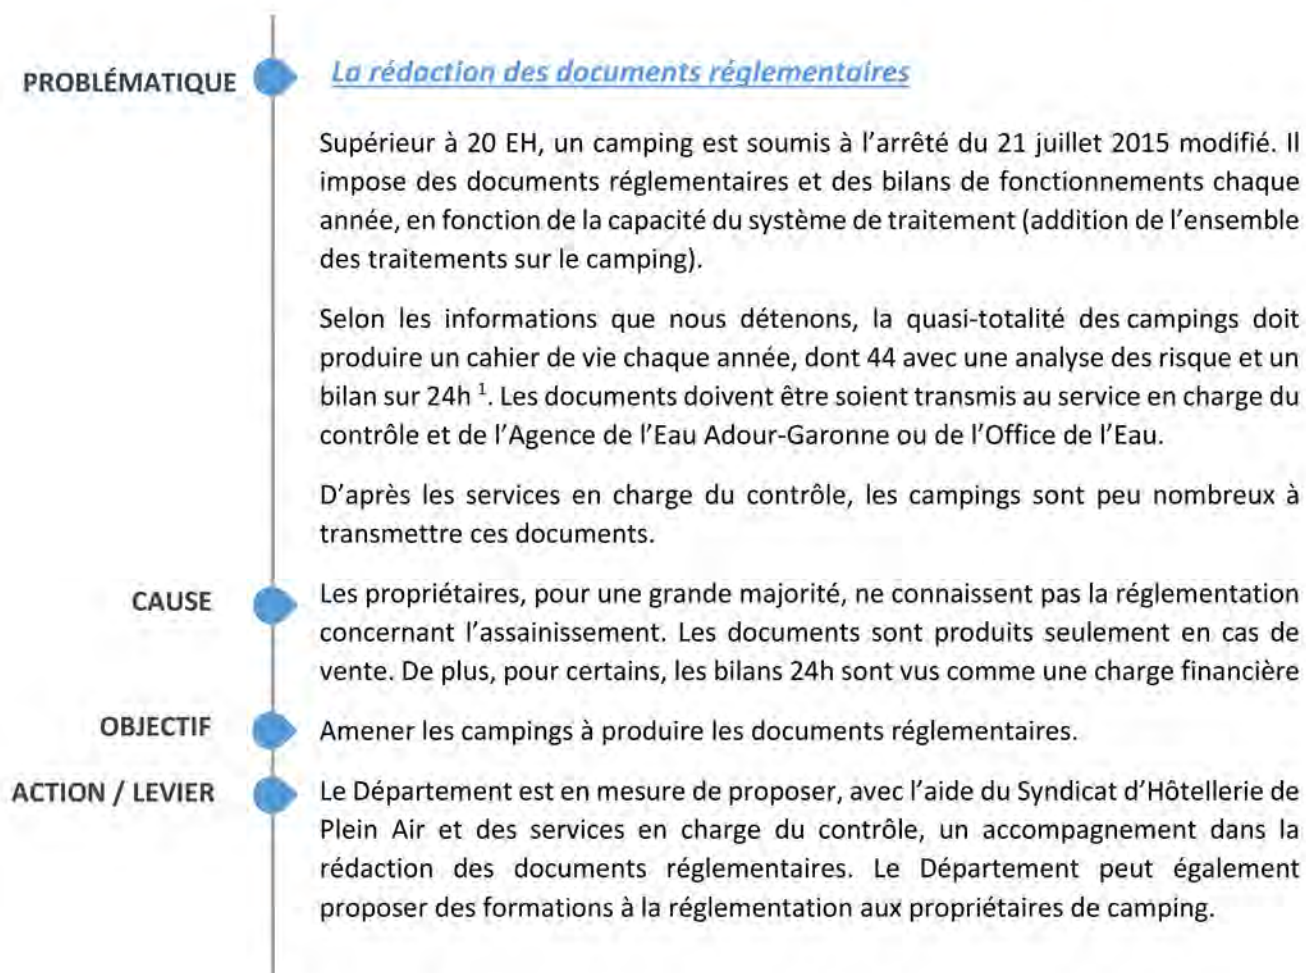 PROBLÉMATIQUE
La rédaction des documents réglementaires
Supérieur à 20 EH, un camping est soumis à l'arrêté du 21 juillet 2015 modifié. Il
impose des documents réglementaires et des bilans de fonctionnements chaque
année, en fonction de la capacité du système de traitement (addition de l'ensemble
des traitements sur le camping).
Selon les informations que nous détenons, la quasi-totalité des campings doit
produire un cahier de vie chaque année, dont 44 avec une analyse des risque et un
bilan sur 24h ¹. Les documents doivent être soient transmis au service en charge du
contrôle et de l'Agence de l'Eau Adour-Garonne ou de l'Office de l'Eau.
D'après les services en charge du contrôle, les campings sont peu nombreux à
transmettre ces documents.
CAUSE
Les propriétaires, pour une grande majorité, ne connaissent pas la réglementation
concernant l'assainissement. Les documents sont produits seulement en cas de
vente. De plus, pour certains, les bilans 24h sont vus comme une charge financière
OBJECTIF
Amener les campings à produire les documents réglementaires.
ACTION / LEVIER
Le Département est en mesure de proposer, avec l'aide du Syndicat d'Hôtellerie de
Plein Air et des services en charge du contrôle, un accompagnement dans la
rédaction des documents réglementaires. Le Département peut également
proposer des formations à la réglementation aux propriétaires de camping.